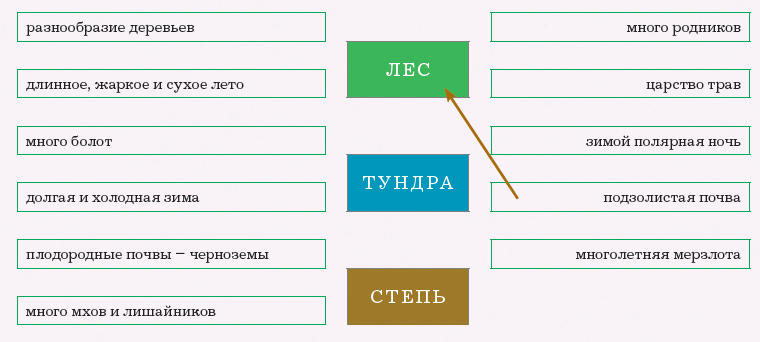 разнообразие деревьев
длинное, жаркое и сухое лето
много болот
долгая и холодная зима
плодородные почвы – черноземы
много мхов и лишайников
ЛЕС
ТУНДРА
СТЕПЬ
много родников
царство трав
зимой полярная ночь
подзолистая почва
многолетняя мерзлота